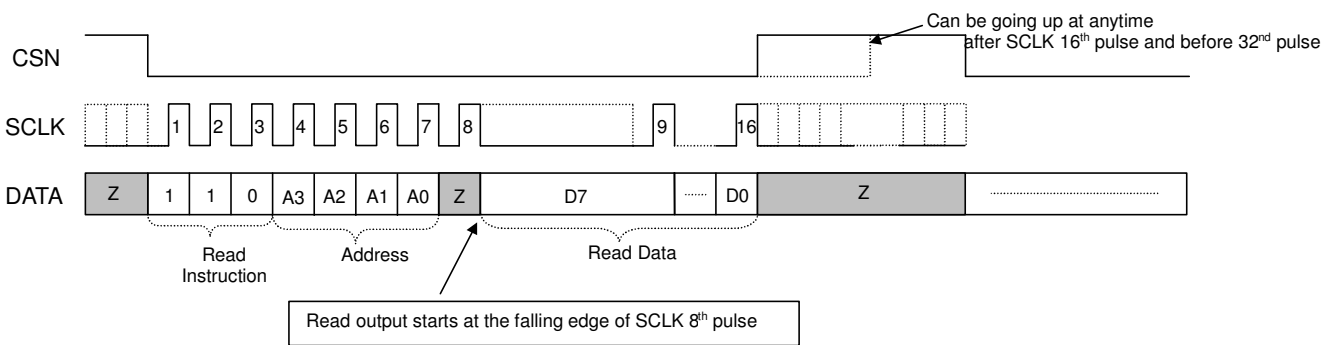 Can be going up at anytime
after SCLK 16th pulse and before 32nd pulse
CSN
SCLK 1 2 3 4 5 6 7 8 9 16
DATA Z 1 1 0 A3 A2 A1 A0 Z D7 ...... D0 Z
Read Instruction
Address
Read Data
Read output starts at the falling edge of SCLK 8th pulse